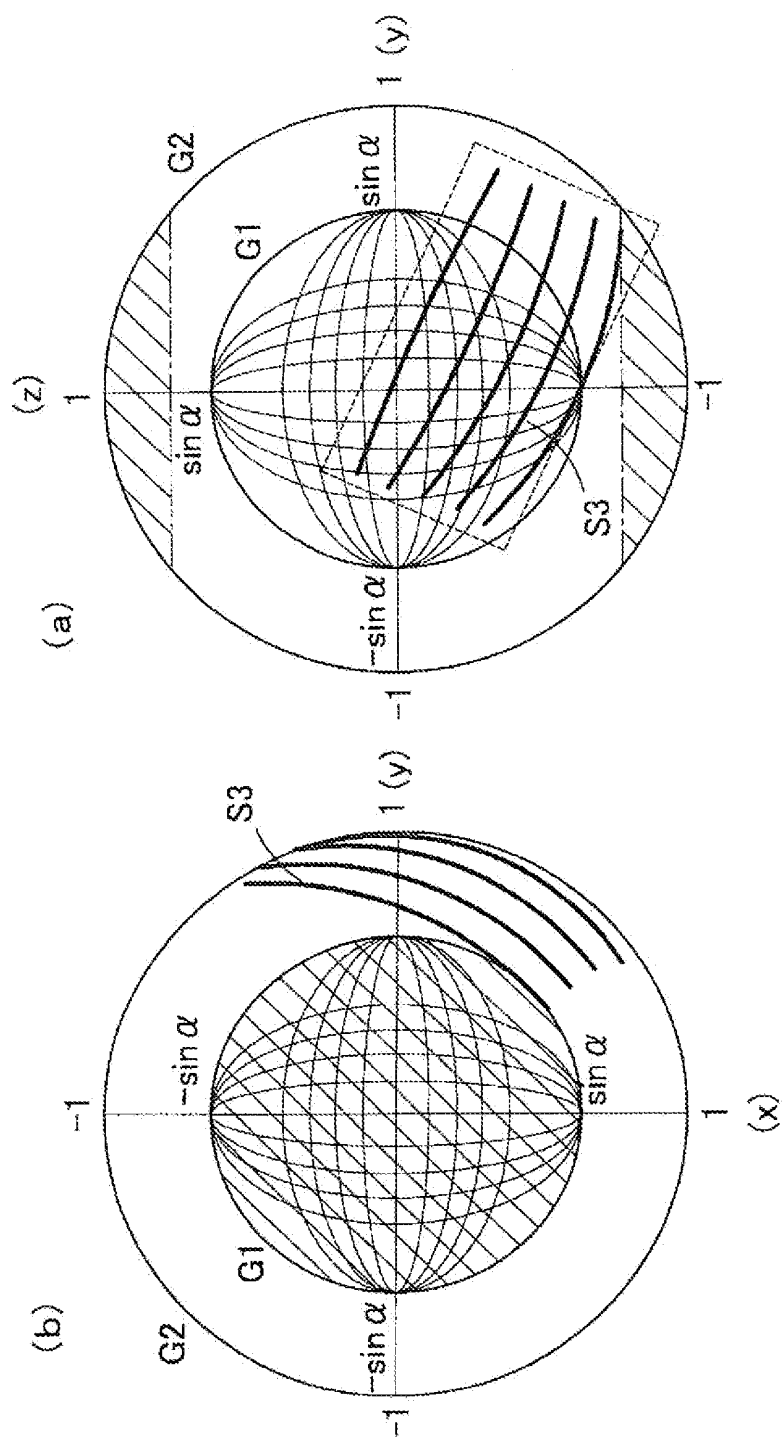 (a)
1 (z)
G2
G1
sin α
sin α
1 (y)
−sin α
−1
S3
−1
(b)
−1
G2
−sin α
G1
S3
−sin α
1 (y)
−1
sin α
1
(x)